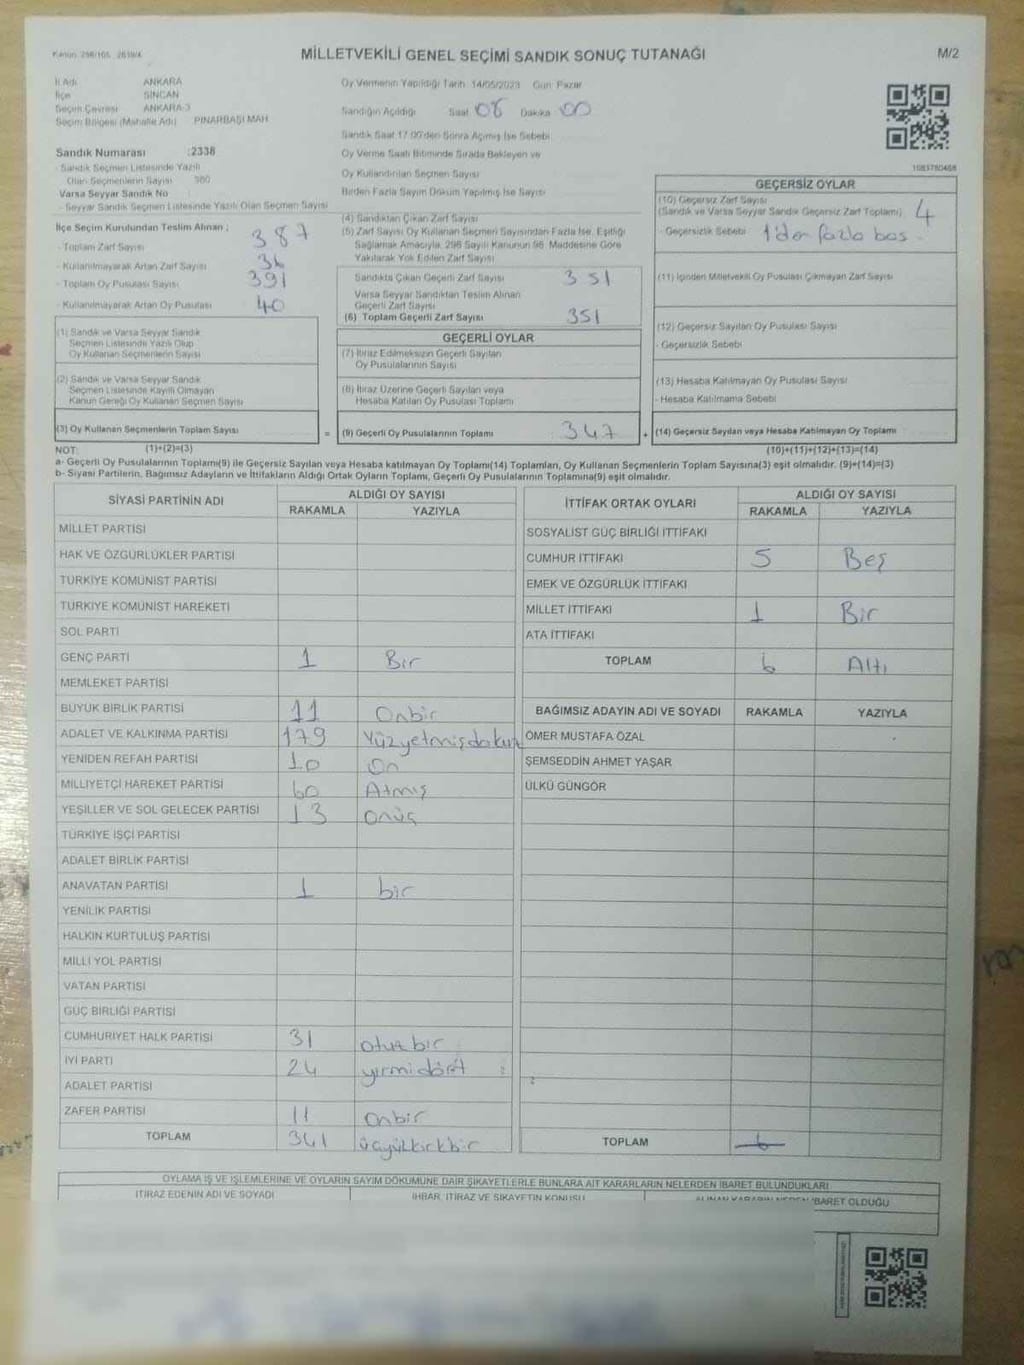 Kanun: 298/105, 2839/4
MİLLETVEKİLİ GENEL SEÇİMİ SANDIK SONUÇ TUTANAĞI
M/2
İl Adı ANKARA
İlçe SİNCAN
Seçim Çevresi ANKARA-3
Seçim Bölgesi (Mahalle Adı) PINARBAŞI MAH
Sandık Numarası :2338
- Sandık Seçmen Listesinde Yazılı
Olan Seçmenlerin Sayısı 380
Varsa Seyyar Sandık No
- Seyyar Sandık Seçmen Listesinde Yazılı Olan Seçmen Sayısı
Oy Vermenin Yapıldığı Tarih 14/05/2023 Gün Pazar
Sandığın Açıldığı Saat 08 Dakika 00
Sandık Saat 17.00'den Sonra Açılmış İse Sebebi
Oy Verme Saati Bitiminde Sırada Bekleyen ve
Oy Kullandırılan Seçmen Sayısı
Birden Fazla Sayım Döküm Yapılmış İse Sayısı
İlçe Seçim Kurulundan Teslim Alınan ;
- Toplam Zarf Sayısı 387
- Kullanılmayarak Artan Zarf Sayısı 36
- Toplam Oy Pusulası Sayısı 391
- Kullanılmayarak Artan Oy Pusulası 40
(4) Sandıktan Çıkan Zarf Sayısı
(5) Zarf Sayısı Oy Kullanan Seçmen Sayısından Fazla İse, Eşitliği
Sağlamak Amacıyla, 298 Sayılı Kanunun 98. Maddesine Göre
Yakılarak Yok Edilen Zarf Sayısı
Sandıkta Çıkan Geçerli Zarf Sayısı 351
Varsa Seyyar Sandıktan Teslim Alınan
Geçerli Zarf Sayısı
(6) Toplam Geçerli Zarf Sayısı 351
GEÇERSİZ OYLAR
(10) Geçersiz Zarf Sayısı
(Sandık ve Varsa Seyyar Sandık Geçersiz Zarf Toplamı) 4
- Geçersizlik Sebebi 1'den fazla bas
(11) İçinden Milletvekili Oy Pusulası Çıkmayan Zarf Sayısı
(12) Geçersiz Sayılan Oy Pusulası Sayısı
- Geçersizlik Sebebi
(13) Hesaba Katılmayan Oy Pusulası Sayısı
- Hesaba Katılmama Sebebi
(1) Sandık ve Varsa Seyyar Sandık
Seçmen Listesinde Yazılı Olup
Oy Kullanan Seçmenlerin Sayısı
(2) Sandık ve Varsa Seyyar Sandık
Seçmen Listesinde Kayıtlı Olmayan
Kanun Gereği Oy Kullanan Seçmen Sayısı
GEÇERLİ OYLAR
(7) İtiraz Edilmeksizin Geçerli Sayılan
Oy Pusulalarının Sayısı
(8) İtiraz Üzerine Geçerli Sayılan veya
Hesaba Katılan Oy Pusulası Toplamı
(3) Oy Kullanan Seçmenlerin Toplam Sayısı = (9) Geçerli Oy Pusulalarının Toplamı 347 + (14) Geçersiz Sayılan veya Hesaba Katılmayan Oy Toplamı
NOT: (1)+(2)=(3) (10)+(11)+(12)+(13)=(14)
a- Geçerli Oy Pusulalarının Toplamı(9) ile Geçersiz Sayılan veya Hesaba katılmayan Oy Toplamı(14) Toplamları, Oy Kullanan Seçmenlerin Toplam Sayısına(3) eşit olmalıdır. (9)+(14)=(3)
b- Siyasi Partilerin, Bağımsız Adayların ve İttifakların Aldığı Ortak Oyların Toplamı, Geçerli Oy Pusulalarının Toplamına(9) eşit olmalıdır.
SİYASİ PARTİNİN ADI ALDIĞI OY SAYISI
RAKAMLA YAZIYLA
MİLLET PARTİSİ
HAK VE ÖZGÜRLÜKLER PARTİSİ
TÜRKİYE KOMÜNİST PARTİSİ
TÜRKİYE KOMÜNİST HAREKETİ
SOL PARTİ
GENÇ PARTİ 1 Bir
MEMLEKET PARTİSİ
BÜYÜK BİRLİK PARTİSİ 11 Onbir
ADALET VE KALKINMA PARTİSİ 179 Yüzyetmişdokuz
YENİDEN REFAH PARTİSİ 10 On
MİLLİYETÇİ HAREKET PARTİSİ 60 Atmış
YEŞİLLER VE SOL GELECEK PARTİSİ 13 Onüç
TÜRKİYE İŞÇİ PARTİSİ
ADALET BİRLİK PARTİSİ
ANAVATAN PARTİSİ 1 bir
YENİLİK PARTİSİ
HALKIN KURTULUŞ PARTİSİ
MİLLİ YOL PARTİSİ
VATAN PARTİSİ
GÜÇ BİRLİĞİ PARTİSİ
CUMHURİYET HALK PARTİSİ 31 otuzbir
İYİ PARTİ 24 yirmidört
ADALET PARTİSİ
ZAFER PARTİSİ 11 onbir
TOPLAM 341 üçyüzkırkbir
İTTİFAK ORTAK OYLARI ALDIĞI OY SAYISI
RAKAMLA YAZIYLA
SOSYALİST GÜÇ BİRLİĞİ İTTİFAKI
CUMHUR İTTİFAKI 5 Beş
EMEK VE ÖZGÜRLÜK İTTİFAKI
MİLLET İTTİFAKI 1 Bir
ATA İTTİFAKI
TOPLAM 6 Altı
BAĞIMSIZ ADAYIN ADI VE SOYADI RAKAMLA YAZIYLA
ÖMER MUSTAFA ÖZAL
ŞEMSEDDİN AHMET YAŞAR
ÜLKÜ GÜNGÖR
TOPLAM 6
OYLAMA İŞ VE İŞLEMLERİNE VE OYLARIN SAYIM DÖKÜMÜNE DAİR ŞİKAYETLERLE BUNLARA AİT KARARLARIN NELERDEN İBARET BULUNDUKLARI
İTİRAZ EDENİN ADI VE SOYADI İHBAR, İTİRAZ VE ŞİKAYETİN KONUSU ALINAN KARARIN NEDEN İBARET OLDUĞU